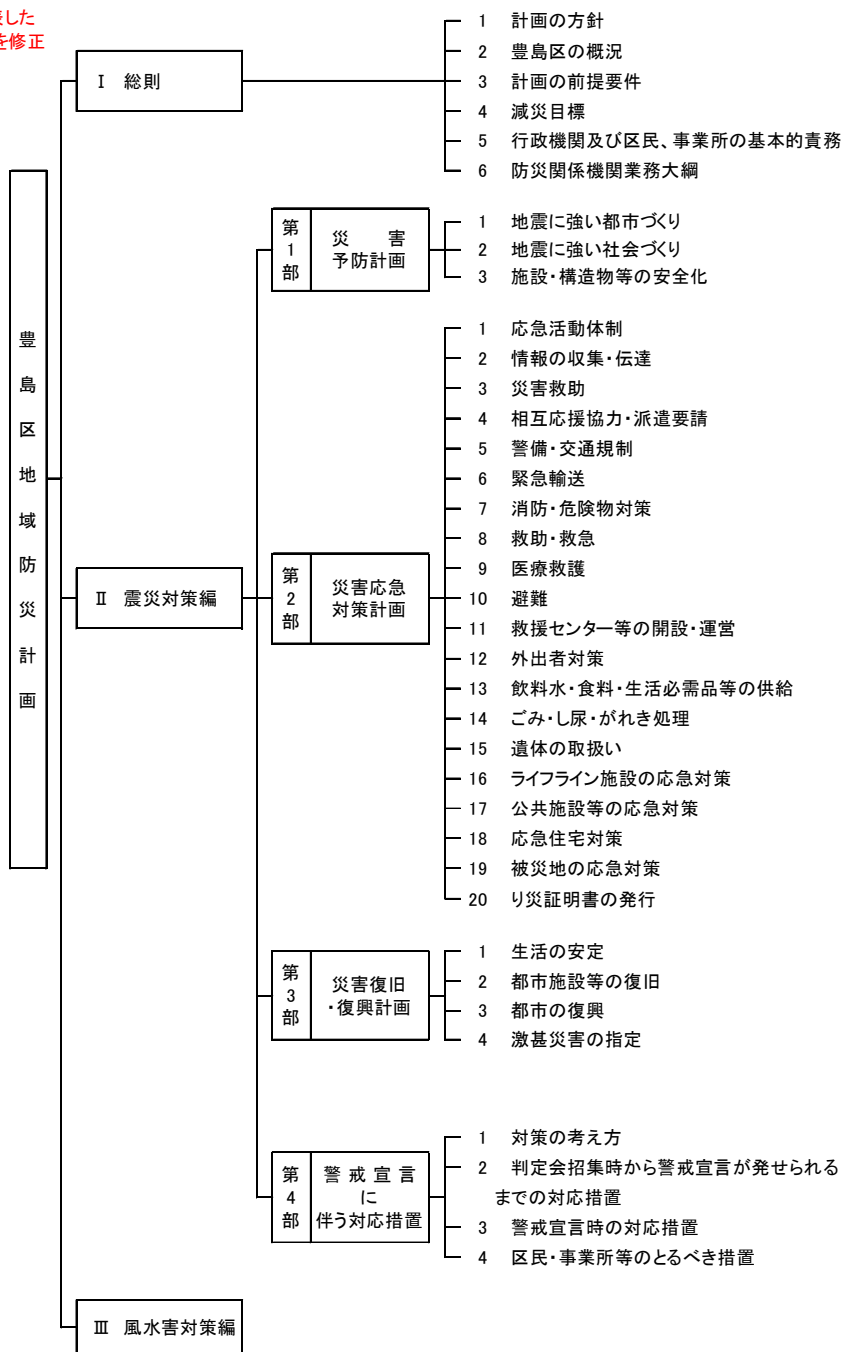 した
を修正
豊島区地域防災計画
Ⅰ 総則
1 計画の方針
2 豊島区の概況
3 計画の前提要件
4 減災目標
5 行政機関及び区民、事業所の基本的責務
6 防災関係機関業務大綱
Ⅱ 震災対策編
第1部
災害
予防計画
1 地震に強い都市づくり
2 地震に強い社会づくり
3 施設・構造物等の安全化
第2部
災害応急
対策計画
1 応急活動体制
2 情報の収集・伝達
3 災害救助
4 相互応援協力・派遣要請
5 警備・交通規制
6 緊急輸送
7 消防・危険物対策
8 救助・救急
9 医療救護
10 避難
11 救援センター等の開設・運営
12 外出者対策
13 飲料水・食料・生活必需品等の供給
14 ごみ・し尿・がれき処理
15 遺体の取扱い
16 ライフライン施設の応急対策
17 公共施設等の応急対策
18 応急住宅対策
19 被災地の応急対策
20 り災証明書の発行
第3部
災害復旧
・復興計画
1 生活の安定
2 都市施設等の復旧
3 都市の復興
4 激甚災害の指定
第4部
警戒宣言
に
伴う対応措置
1 対策の考え方
2 判定会招集時から警戒宣言が発せられる
までの対応措置
3 警戒宣言時の対応措置
4 区民・事業所等のとるべき措置
Ⅲ 風水害対策編